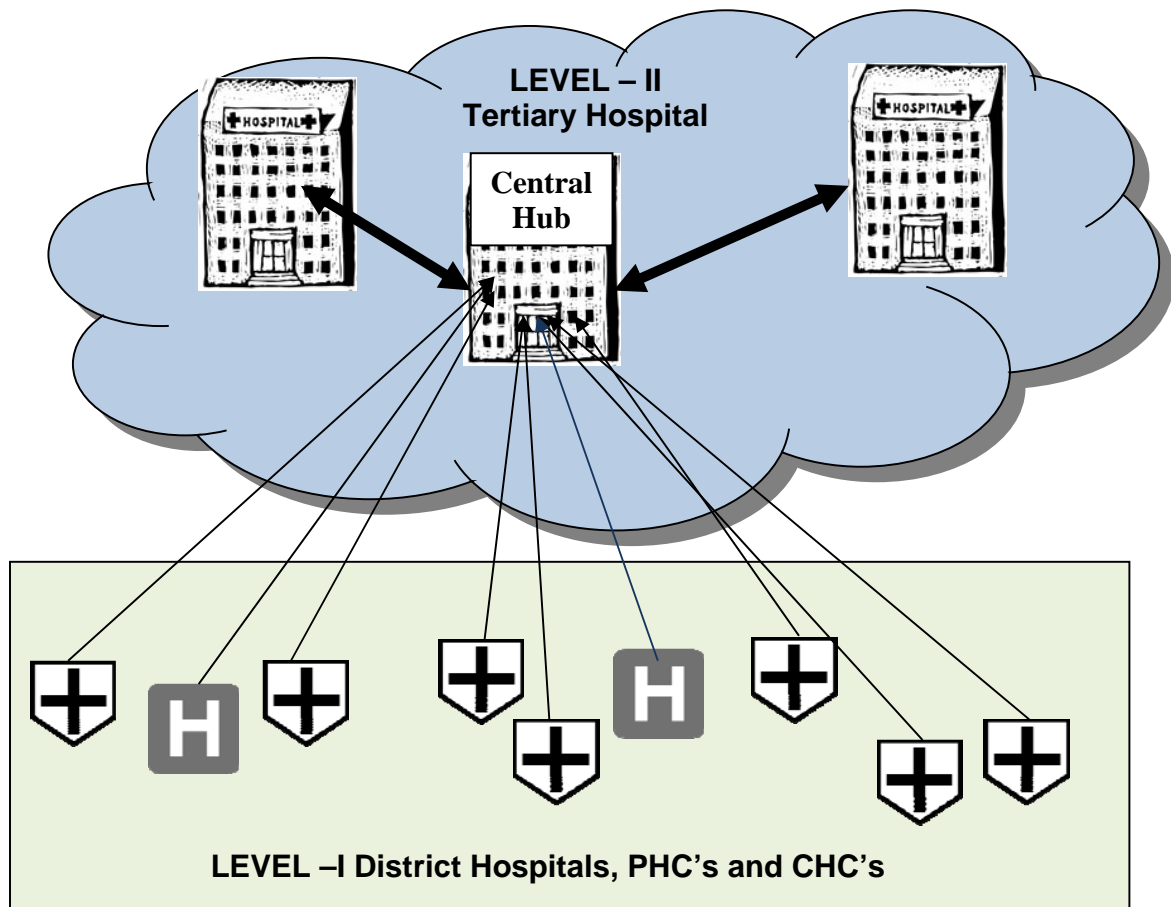 LEVEL – II
Tertiary Hospital
HOSPITAL
HOSPITAL
Central
Hub
H
H
LEVEL –I District Hospitals, PHC's and CHC's